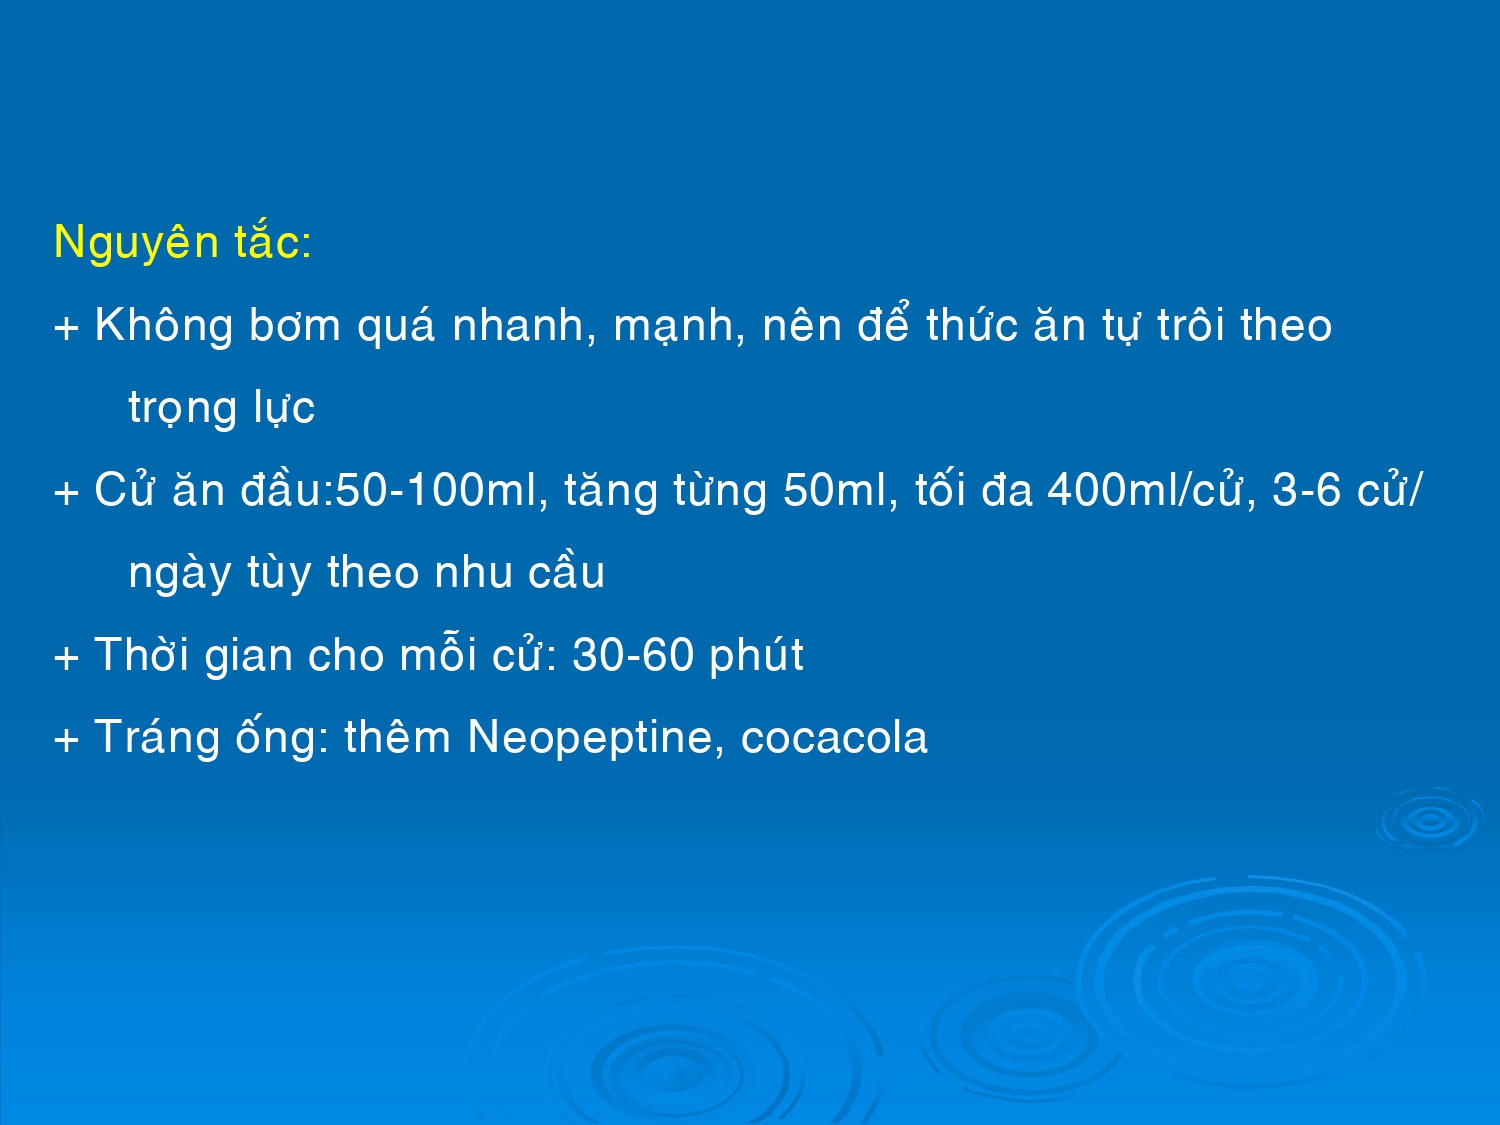 Nguyên tắc:
+ Không bơm quá nhanh, mạnh, nên để thức ăn tự trôi theo
trọng lực
+ Cử ăn đầu:50-100ml, tăng từng 50ml, tối đa 400ml/cử, 3-6 cử/
ngày tùy theo nhu cầu
+ Thời gian cho mỗi cử: 30-60 phút
+ Tráng ống: thêm Neopeptine, cocacola